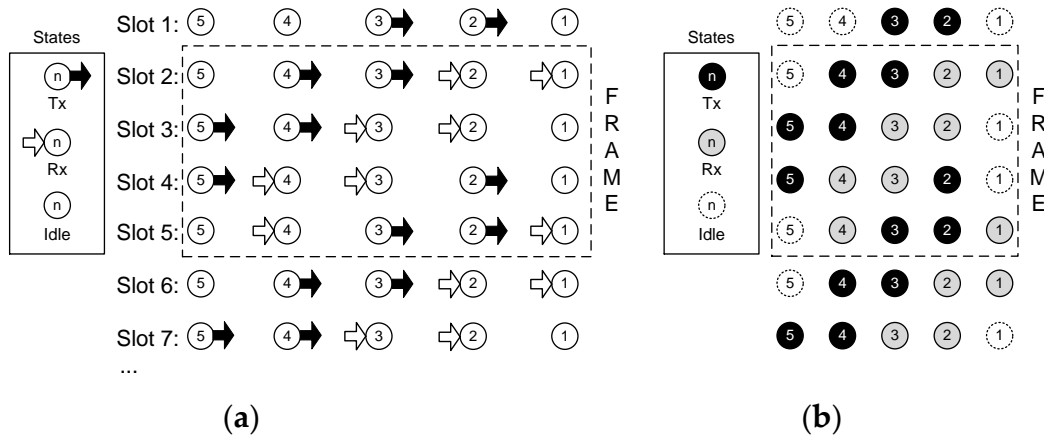 States
n
Tx
n
Rx
n
Idle
Slot 1: 5 4 3 2 1
Slot 2: 5 4 3 2 1
Slot 3: 5 4 3 2 1
Slot 4: 5 4 3 2 1
Slot 5: 5 4 3 2 1
Slot 6: 5 4 3 2 1
Slot 7: 5 4 3 2 1
...
F
R
A
M
E
(a)
States
n
Tx
n
Rx
n
Idle
5 4 3 2 1
5 4 3 2 1
5 4 3 2 1
5 4 3 2 1
5 4 3 2 1
5 4 3 2 1
5 4 3 2 1
F
R
A
M
E
(b)